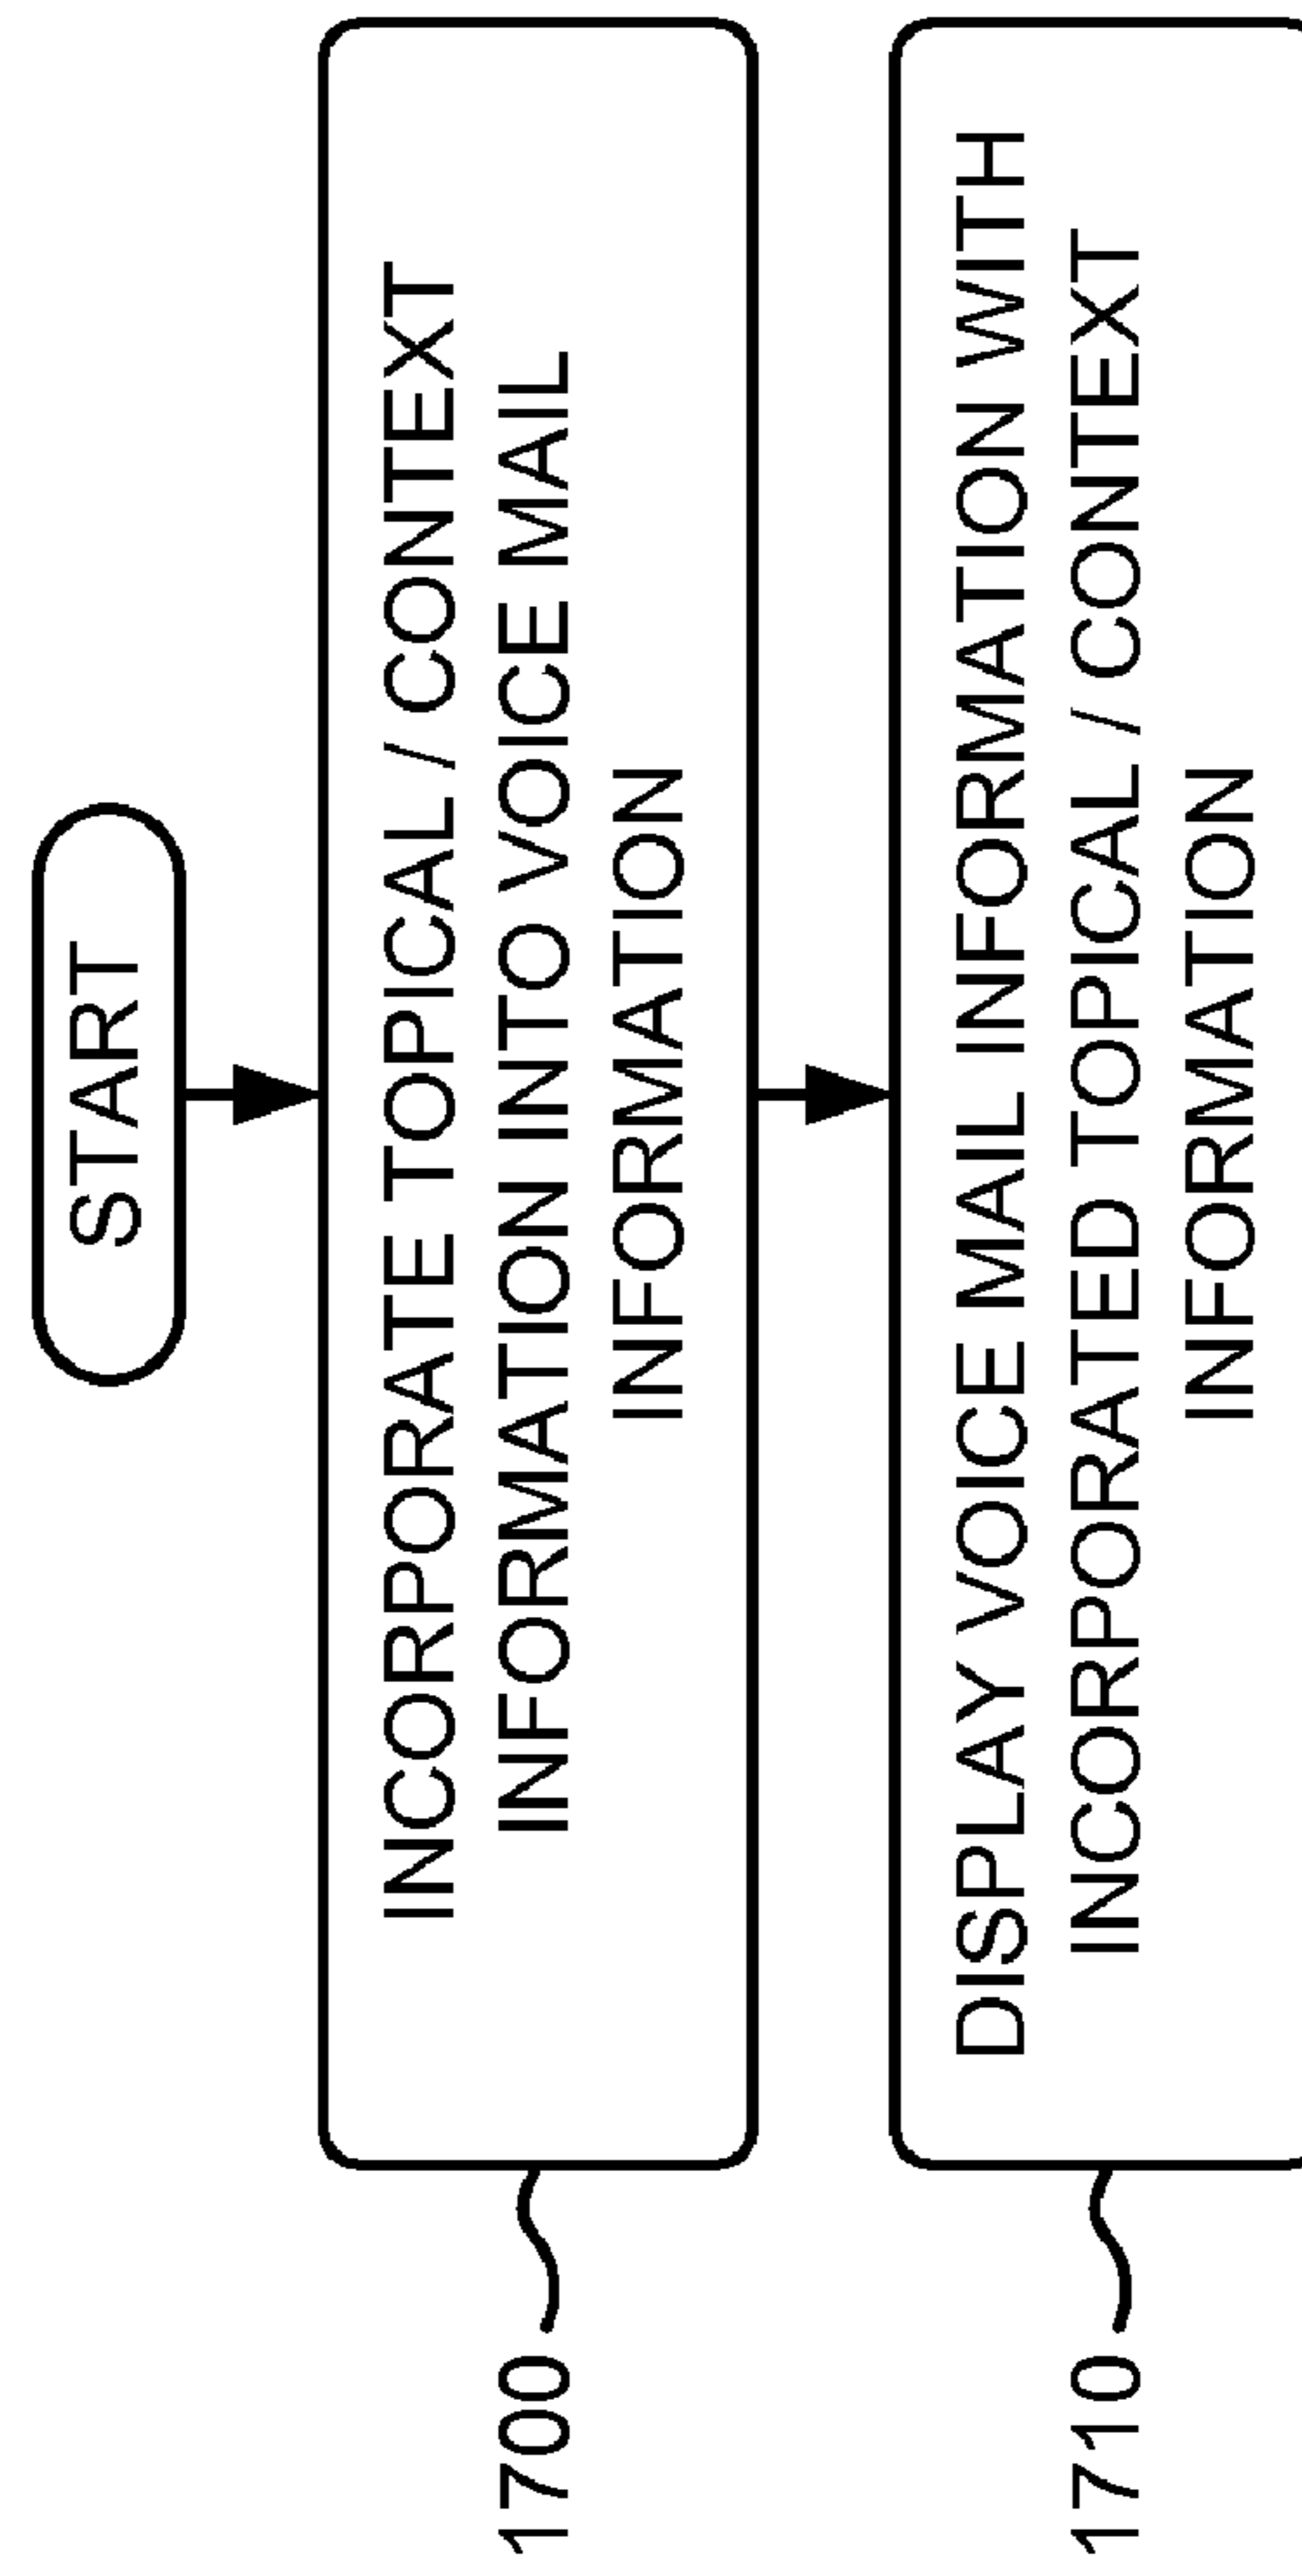 START
INCORPORATE TOPICAL / CONTEXT
INFORMATION INTO VOICE MAIL
INFORMATION
1700
DISPLAY VOICE MAIL INFORMATION WITH
INCORPORATED TOPICAL / CONTEXT
INFORMATION
1710